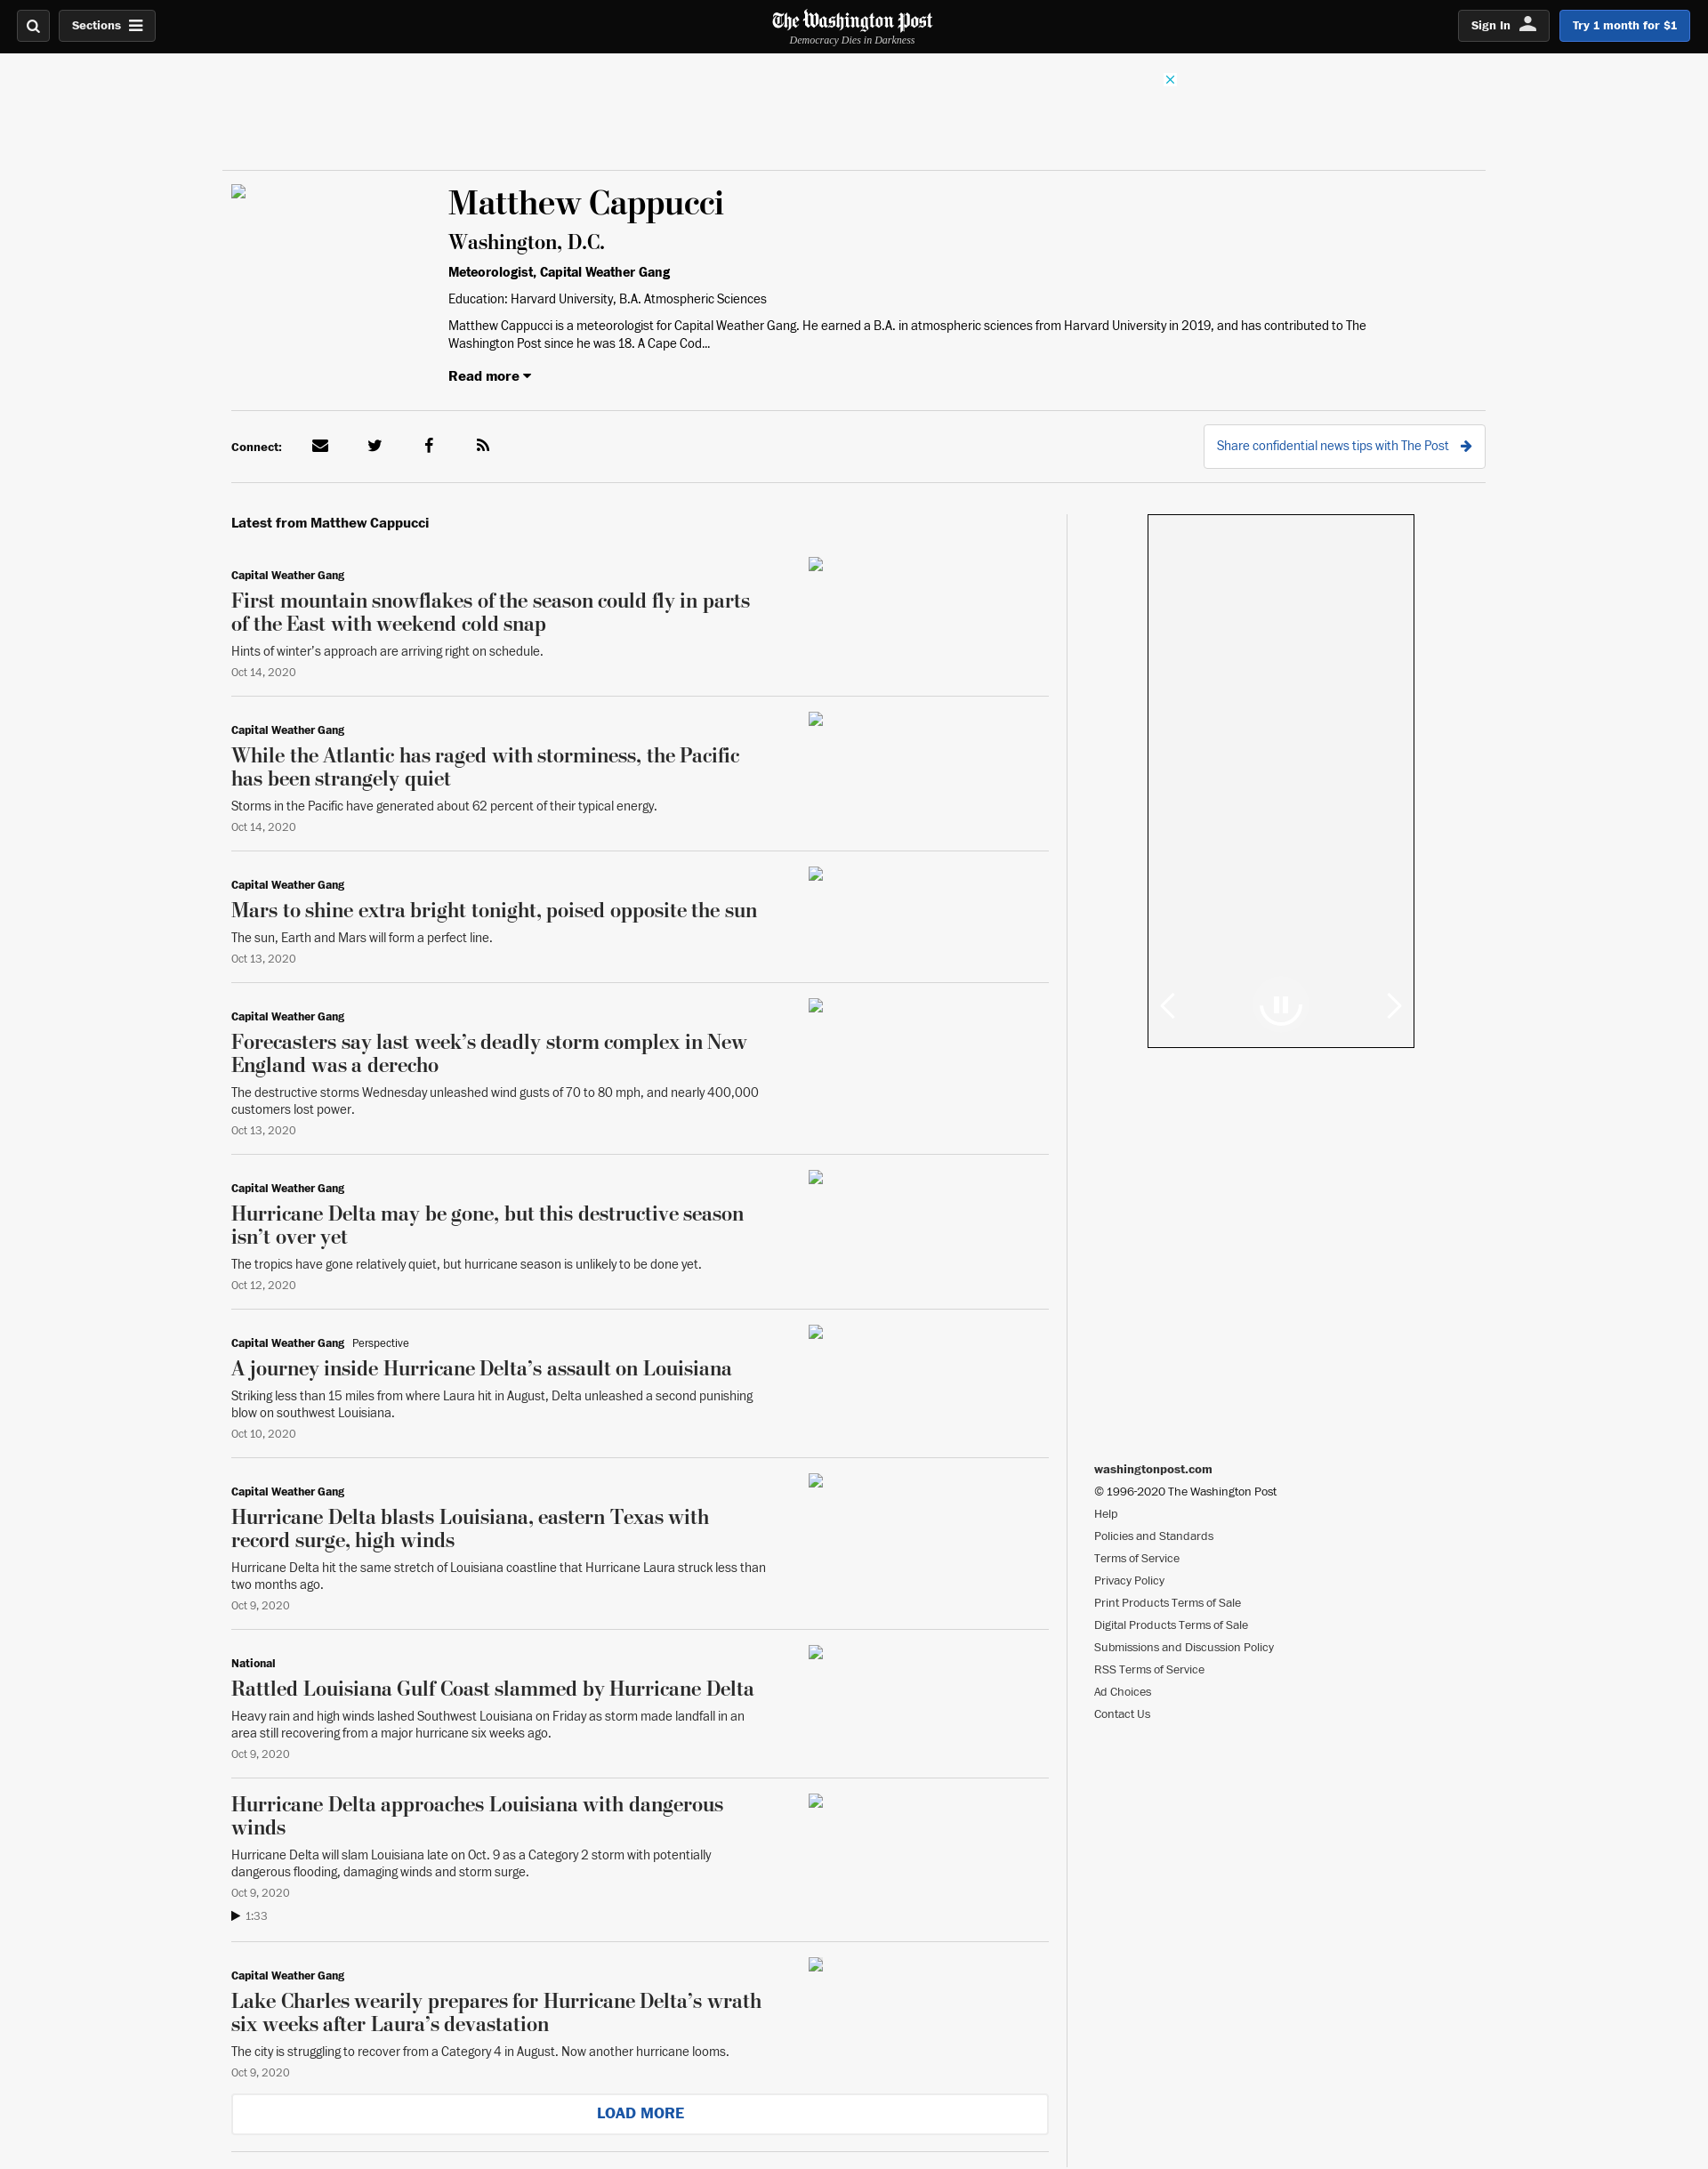 Sections
The Washington Post
Democracy Dies in Darkness
Sign In
Try 1 month for $1
Matthew Cappucci
Washington, D.C.
Meteorologist, Capital Weather Gang
Education: Harvard University, B.A. Atmospheric Sciences
Matthew Cappucci is a meteorologist for Capital Weather Gang. He earned a B.A. in atmospheric sciences from Harvard University in 2019, and has contributed to The
Washington Post since he was 18. A Cape Cod...
Read more
Connect:
Share confidential news tips with The Post
Latest from Matthew Cappucci
Capital Weather Gang
First mountain snowflakes of the season could fly in parts
of the East with weekend cold snap
Hints of winter’s approach are arriving right on schedule.
Oct 14, 2020
Capital Weather Gang
While the Atlantic has raged with storminess, the Pacific
has been strangely quiet
Storms in the Pacific have generated about 62 percent of their typical energy.
Oct 14, 2020
Capital Weather Gang
Mars to shine extra bright tonight, poised opposite the sun
The sun, Earth and Mars will form a perfect line.
Oct 13, 2020
Capital Weather Gang
Forecasters say last week’s deadly storm complex in New
England was a derecho
The destructive storms Wednesday unleashed wind gusts of 70 to 80 mph, and nearly 400,000
customers lost power.
Oct 13, 2020
Capital Weather Gang
Hurricane Delta may be gone, but this destructive season
isn’t over yet
The tropics have gone relatively quiet, but hurricane season is unlikely to be done yet.
Oct 12, 2020
Capital Weather Gang Perspective
A journey inside Hurricane Delta’s assault on Louisiana
Striking less than 15 miles from where Laura hit in August, Delta unleashed a second punishing
blow on southwest Louisiana.
Oct 10, 2020
Capital Weather Gang
Hurricane Delta blasts Louisiana, eastern Texas with
record surge, high winds
Hurricane Delta hit the same stretch of Louisiana coastline that Hurricane Laura struck less than
two months ago.
Oct 9, 2020
National
Rattled Louisiana Gulf Coast slammed by Hurricane Delta
Heavy rain and high winds lashed Southwest Louisiana on Friday as storm made landfall in an
area still recovering from a major hurricane six weeks ago.
Oct 9, 2020
Hurricane Delta approaches Louisiana with dangerous
winds
Hurricane Delta will slam Louisiana late on Oct. 9 as a Category 2 storm with potentially
dangerous flooding, damaging winds and storm surge.
Oct 9, 2020
1:33
Capital Weather Gang
Lake Charles wearily prepares for Hurricane Delta’s wrath
six weeks after Laura’s devastation
The city is struggling to recover from a Category 4 in August. Now another hurricane looms.
Oct 9, 2020
LOAD MORE
washingtonpost.com
© 1996-2020 The Washington Post
Help
Policies and Standards
Terms of Service
Privacy Policy
Print Products Terms of Sale
Digital Products Terms of Sale
Submissions and Discussion Policy
RSS Terms of Service
Ad Choices
Contact Us